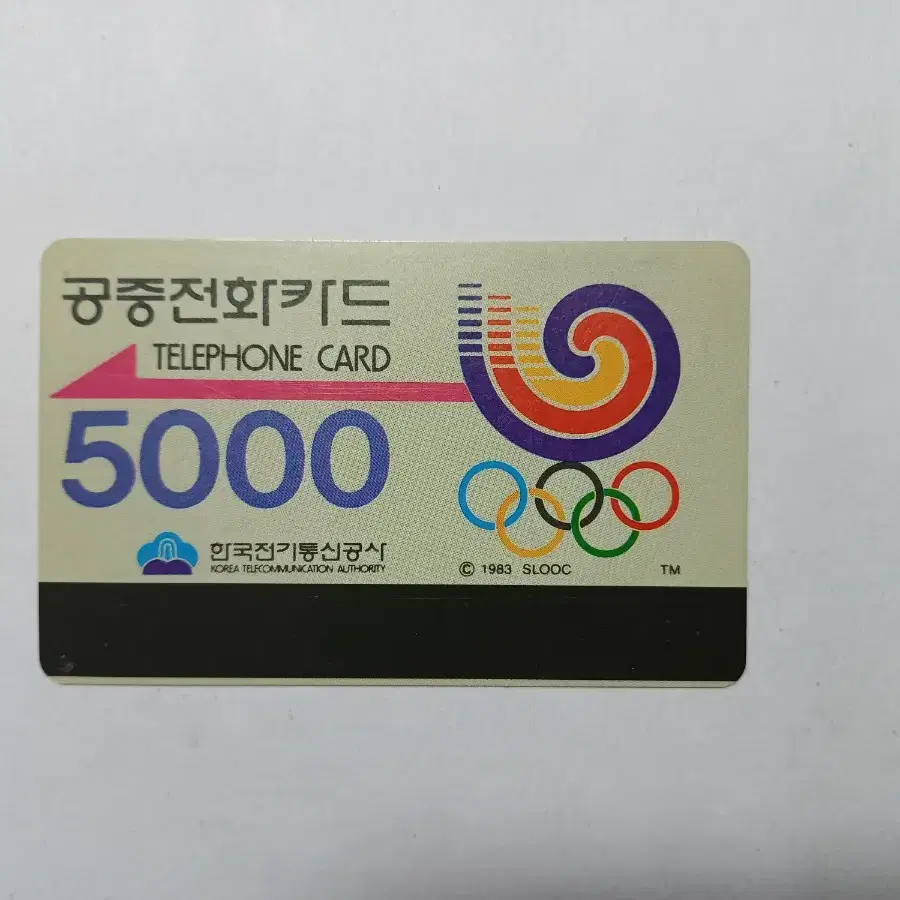 공중전화카드
TELEPHONE CARD
5000
한국전기통신공사
KOREA TELECOMMUNICATION AUTHORITY
© 1983 SLOOC TM